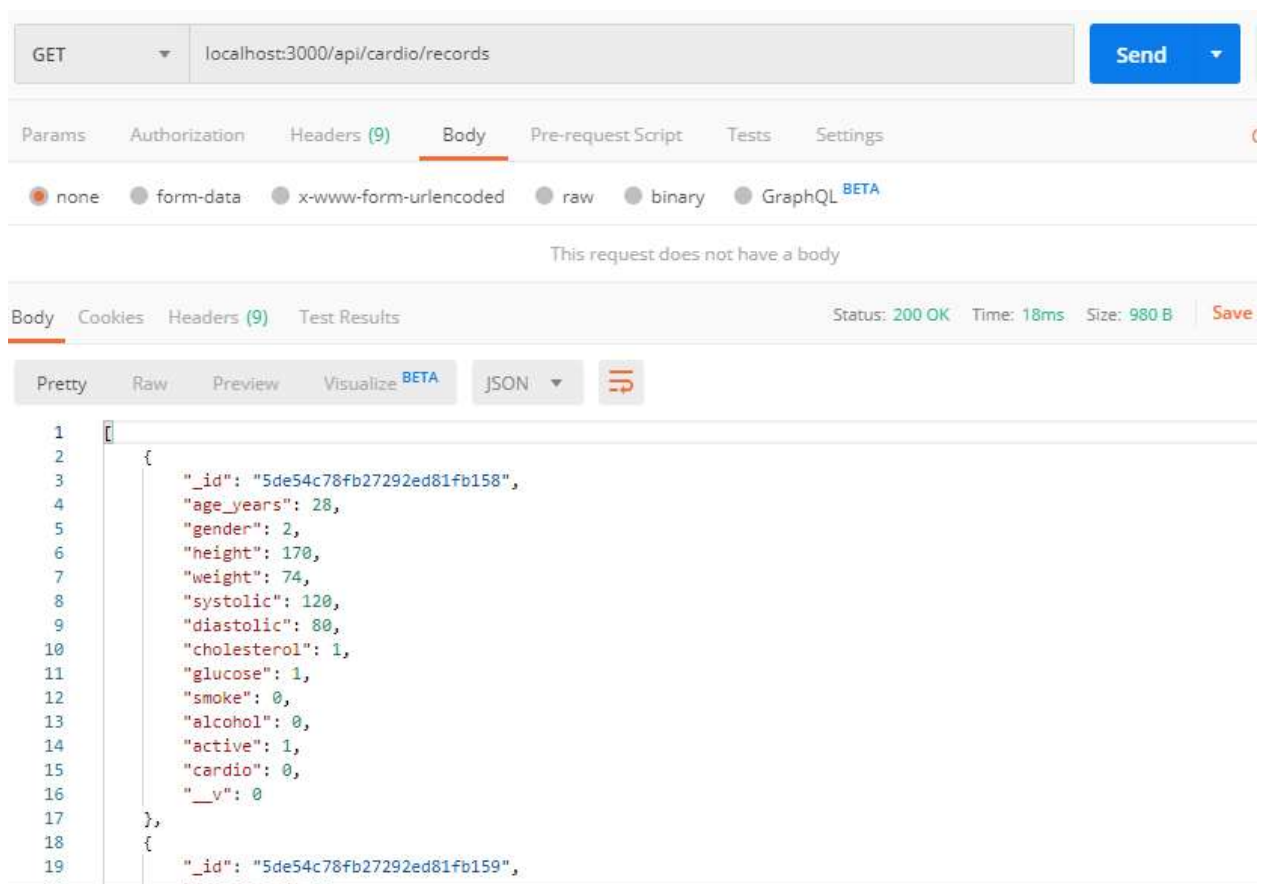 GET localhost:3000/api/cardio/records Send
Params Authorization Headers (9) Body Pre-request Script Tests Settings
none form-data x-www-form-urlencoded raw binary GraphQL BETA
This request does not have a body
Body Cookies Headers (9) Test Results Status: 200 OK Time: 18ms Size: 980 B Save
Pretty Raw Preview Visualize BETA JSON
1 [
2 {
3 "_id": "5de54c78fb27292ed81fb158",
4 "age_years": 28,
5 "gender": 2,
6 "height": 170,
7 "weight": 74,
8 "systolic": 120,
9 "diastolic": 80,
10 "cholesterol": 1,
11 "glucose": 1,
12 "smoke": 0,
13 "alcohol": 0,
14 "active": 1,
15 "cardio": 0,
16 "__v": 0
17 },
18 {
19 "_id": "5de54c78fb27292ed81fb159",